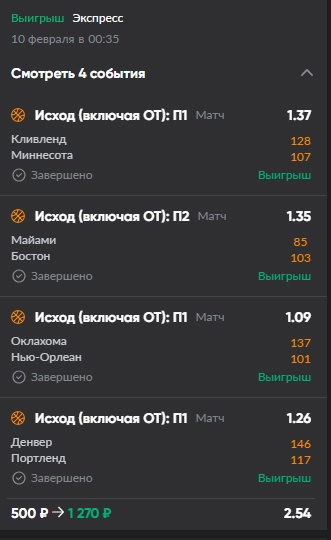 Выигрыш Экспресс
10 февраля в 00:35
Смотреть 4 события
Исход (включая ОТ): П1 Матч 1.37
Кливленд 128
Миннесота 107
Завершено Выигрыш
Исход (включая ОТ): П2 Матч 1.35
Майами 85
Бостон 103
Завершено Выигрыш
Исход (включая ОТ): П1 Матч 1.09
Оклахома 137
Нью-Орлеан 101
Завершено Выигрыш
Исход (включая ОТ): П1 Матч 1.26
Денвер 146
Портленд 117
Завершено Выигрыш
500 ₽ → 1 270 ₽ 2.54